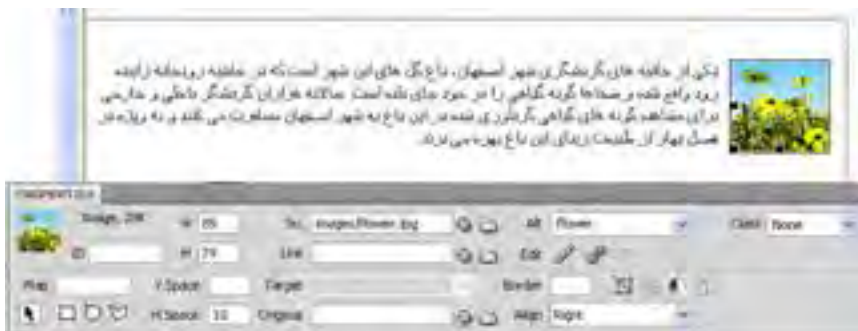 یکی از جاذبه های گردشگری شهر اصفهان، باغ گل های این شهر است که در حاشیه رودخانه زاینده
رود واقع شده و صدها گونه گیاهی را در خود جای داده است. سالانه هزاران گردشگر داخلی و خارجی
برای مشاهده گونه های گیاهی گردآوری شده در این باغ به شهر اصفهان مسافرت می کنند و به ویژه در
فصل بهار از طبیعت زیبای این باغ بهره می برند.
PROPERTIES
Image, W Src images/flower.jpg Alt flower Class None
ID H 79 Link Edit
Map V Space Target Border
H Space 10 Original Align Right